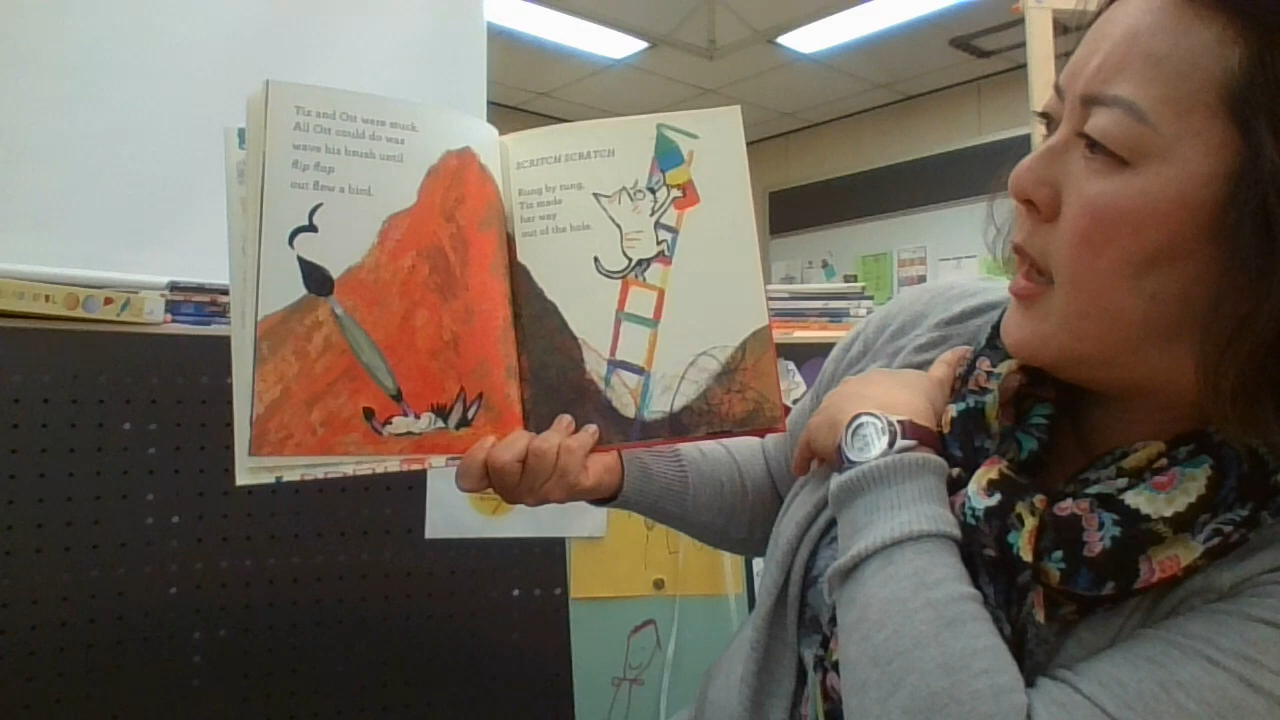 Tiz and Ott were stuck.
All Ott could do was
wave his brush until
flip flap
out flew a bird.
SCRITCH SCRATCH
Rung by rung,
Tiz made
her way
out of the hole.